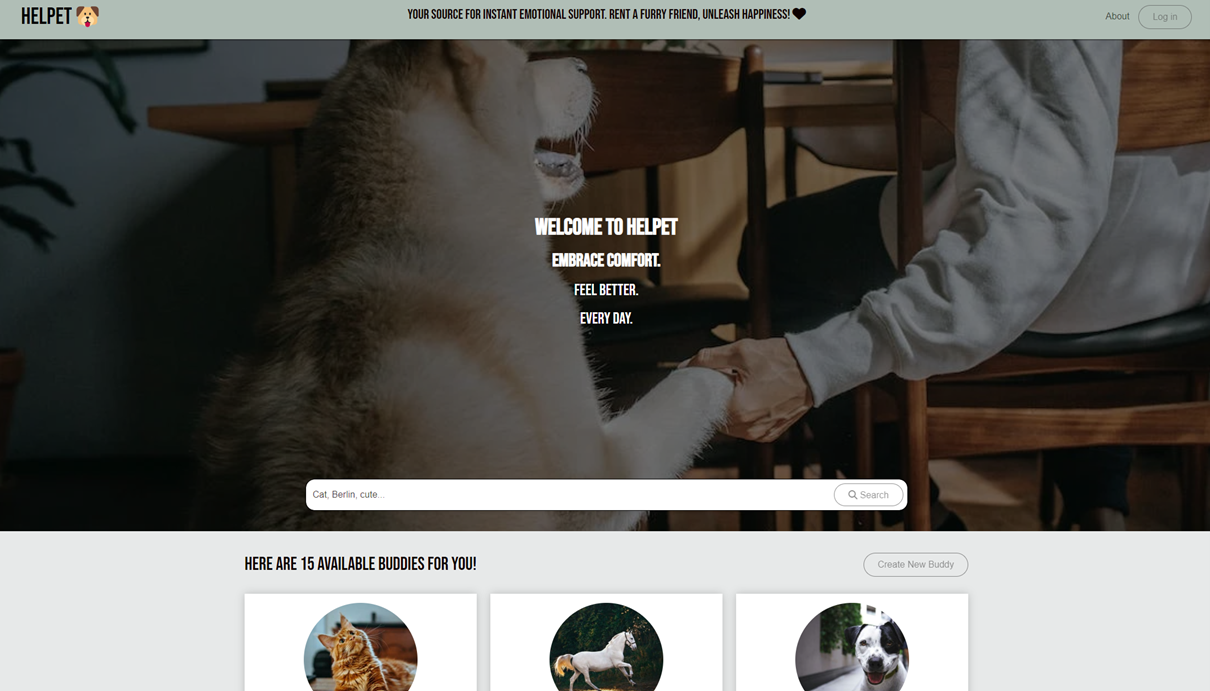 HELPET
YOUR SOURCE FOR INSTANT EMOTIONAL SUPPORT. RENT A FURRY FRIEND, UNLEASH HAPPINESS!
About
Log in
WELCOME TO HELPET
EMBRACE COMFORT.
FEEL BETTER.
EVERY DAY.
Cat, Berlin, cute...
Search
HERE ARE 15 AVAILABLE BUDDIES FOR YOU!
Create New Buddy